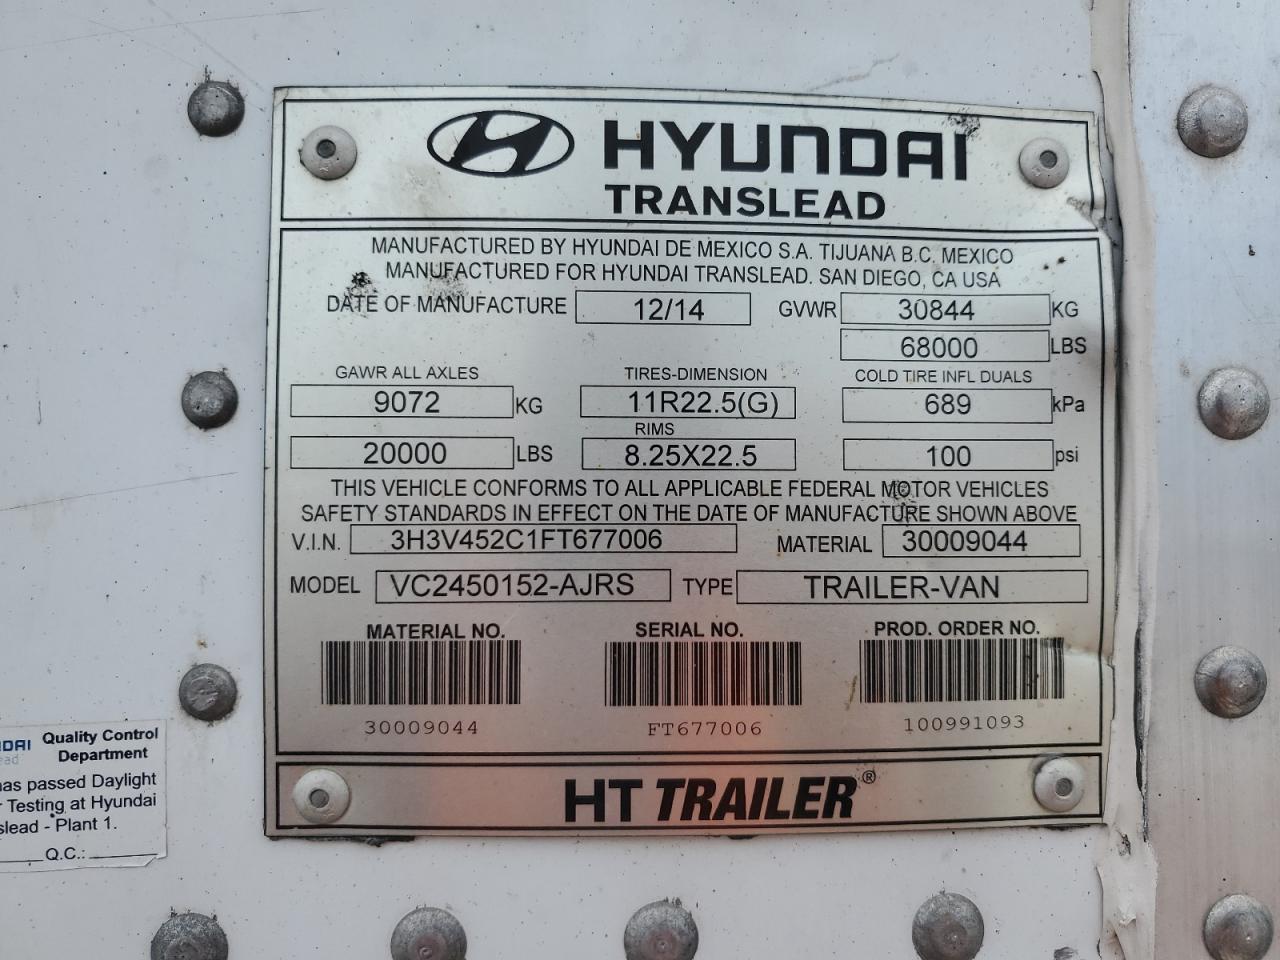 HYUNDAI
TRANSLEAD
MANUFACTURED BY HYUNDAI DE MEXICO S.A. TIJUANA B.C. MEXICO
MANUFACTURED FOR HYUNDAI TRANSLEAD. SAN DIEGO, CA USA
DATE OF MANUFACTURE 12/14 GVWR 30844 KG
68000 LBS
GAWR ALL AXLES TIRES-DIMENSION COLD TIRE INFL DUALS
9072 KG 11R22.5(G) 689 kPa
RIMS
20000 LBS 8.25X22.5 100 psi
THIS VEHICLE CONFORMS TO ALL APPLICABLE FEDERAL MOTOR VEHICLES
SAFETY STANDARDS IN EFFECT ON THE DATE OF MANUFACTURE SHOWN ABOVE
V.I.N. 3H3V452C1FT677006 MATERIAL 30009044
MODEL VC2450152-AJRS TYPE TRAILER-VAN
MATERIAL NO. SERIAL NO. PROD. ORDER NO.
30009044 FT677006 100991093
HT TRAILER®
Quality Control
Department
has passed Daylight
Testing at Hyundai
- Plant 1.
Q.C.: